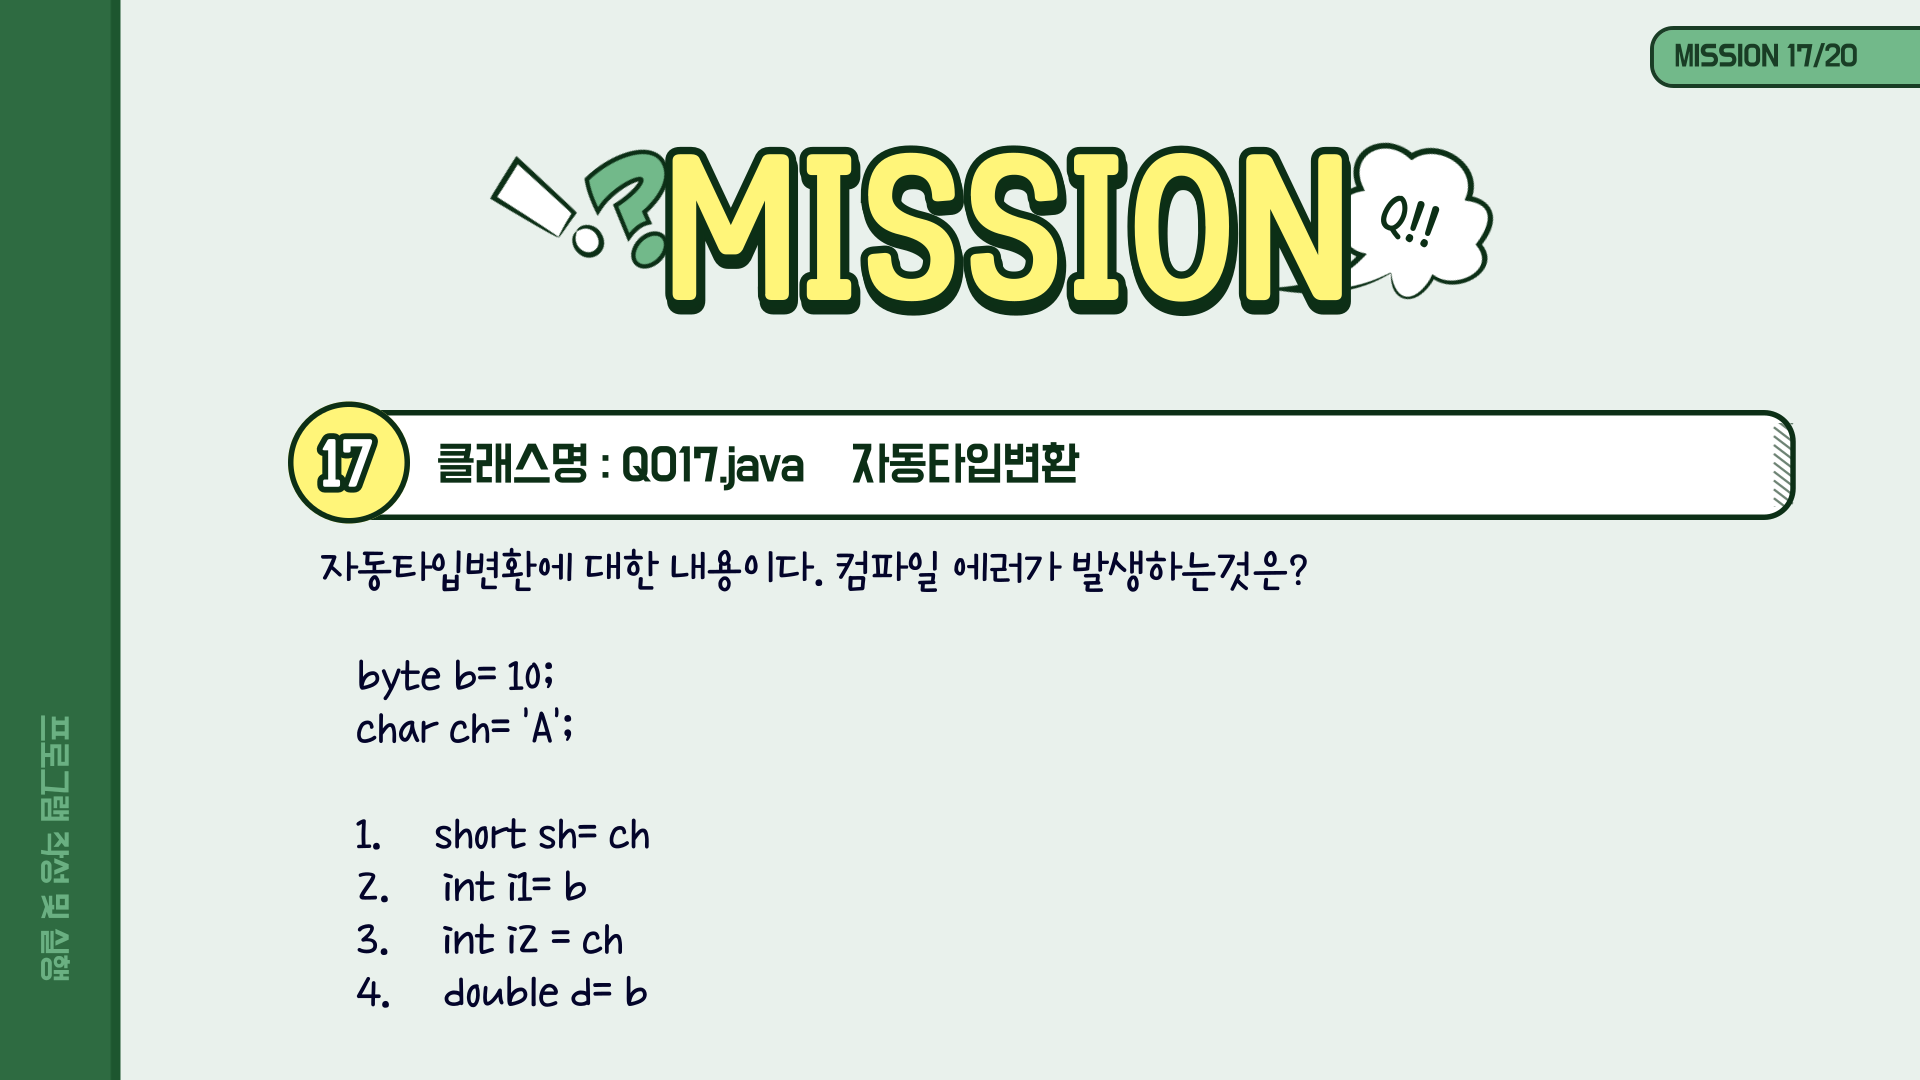 MISSION 17/20
MISSION
Q!!
17 클래스명 : Q017.java 자동타입변환
자동타입변환에 대한 내용이다. 컴파일 에러가 발생하는것은?
byte b= 10;
char ch= 'A';
1. short sh= ch
2. int i1= b
3. int i2 = ch
4. double d= b
프로그램 작성 및 실행